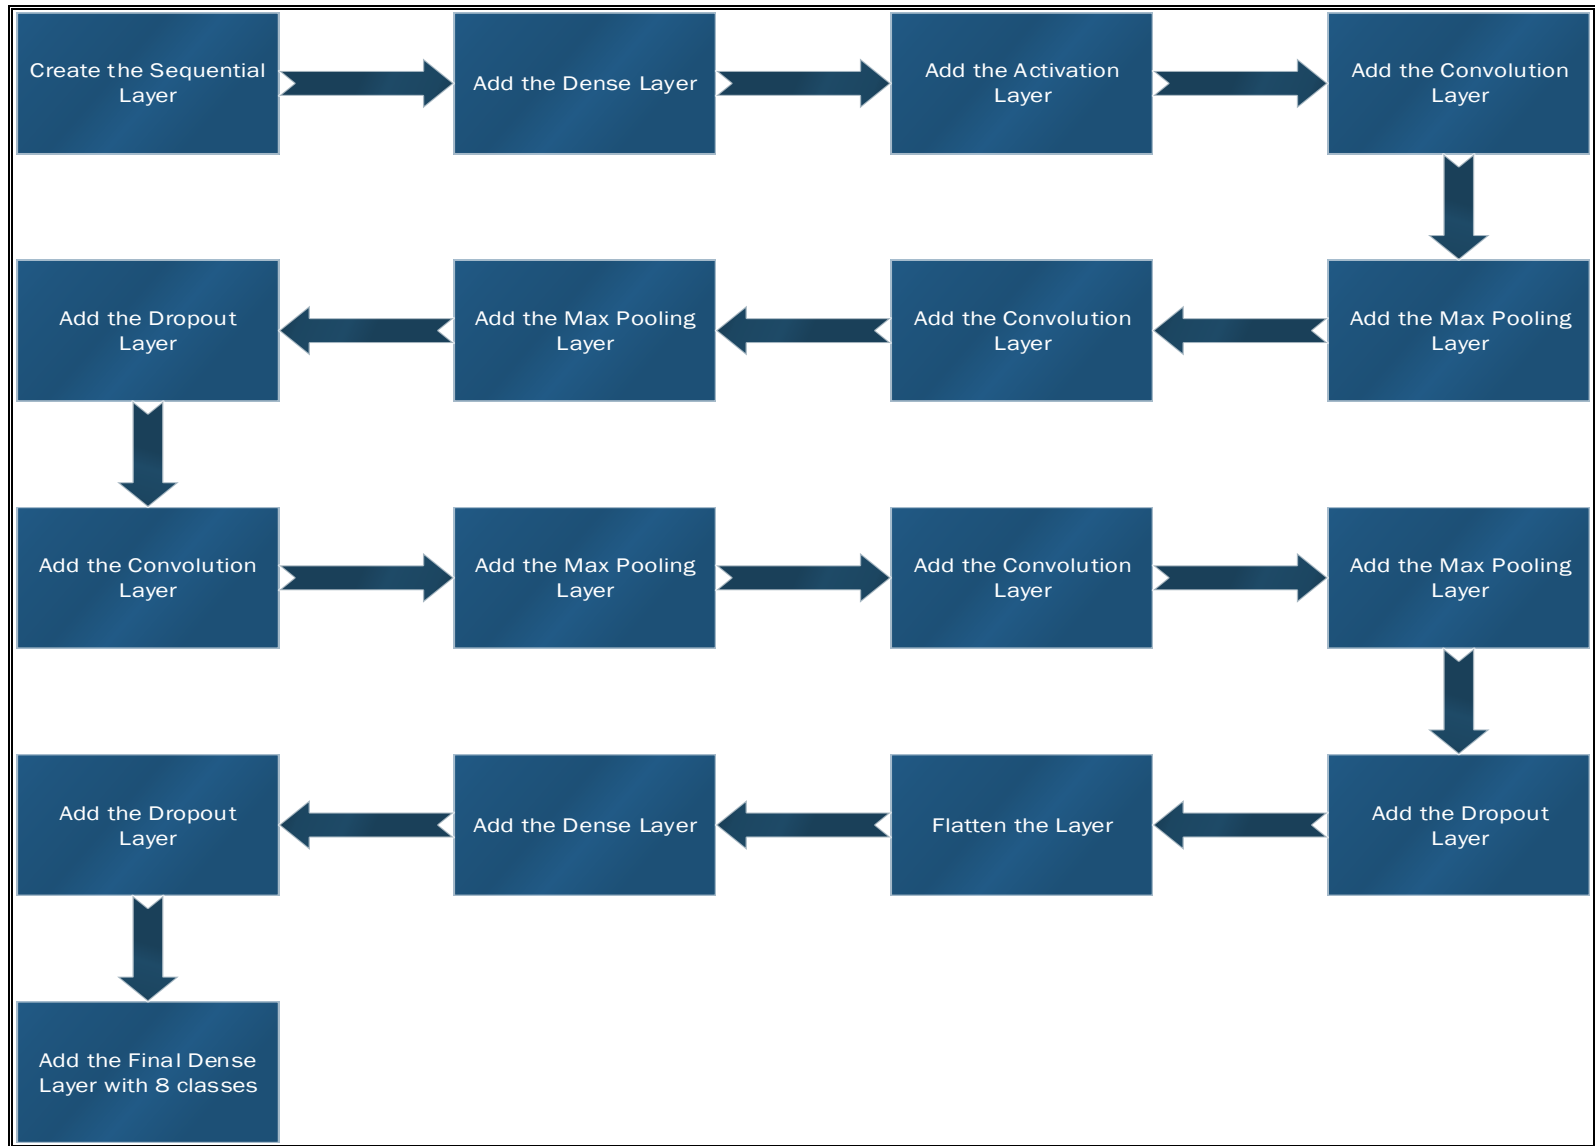 Create the Sequential
Layer
Add the Dense Layer
Add the Activation
Layer
Add the Convolution
Layer
Add the Max Pooling
Layer
Add the Convolution
Layer
Add the Max Pooling
Layer
Add the Dropout
Layer
Add the Convolution
Layer
Add the Max Pooling
Layer
Add the Convolution
Layer
Add the Max Pooling
Layer
Add the Dropout
Layer
Flatten the Layer
Add the Dense Layer
Add the Dropout
Layer
Add the Final Dense
Layer with 8 classes